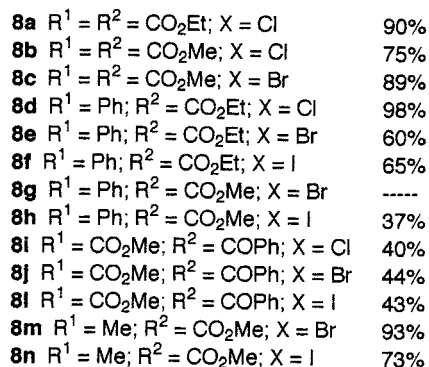 8a R¹ = R² = CO₂Et; X = Cl 90%
8b R¹ = R² = CO₂Me; X = Cl 75%
8c R¹ = R² = CO₂Me; X = Br 89%
8d R¹ = Ph; R² = CO₂Et; X = Cl 98%
8e R¹ = Ph; R² = CO₂Et; X = Br 60%
8f R¹ = Ph; R² = CO₂Et; X = I 65%
8g R¹ = Ph; R² = CO₂Me; X = Br -----
8h R¹ = Ph; R² = CO₂Me; X = I 37%
8i R¹ = CO₂Me; R² = COPh; X = Cl 40%
8j R¹ = CO₂Me; R² = COPh; X = Br 44%
8l R¹ = CO₂Me; R² = COPh; X = I 43%
8m R¹ = Me; R² = CO₂Me; X = Br 93%
8n R¹ = Me; R² = CO₂Me; X = I 73%